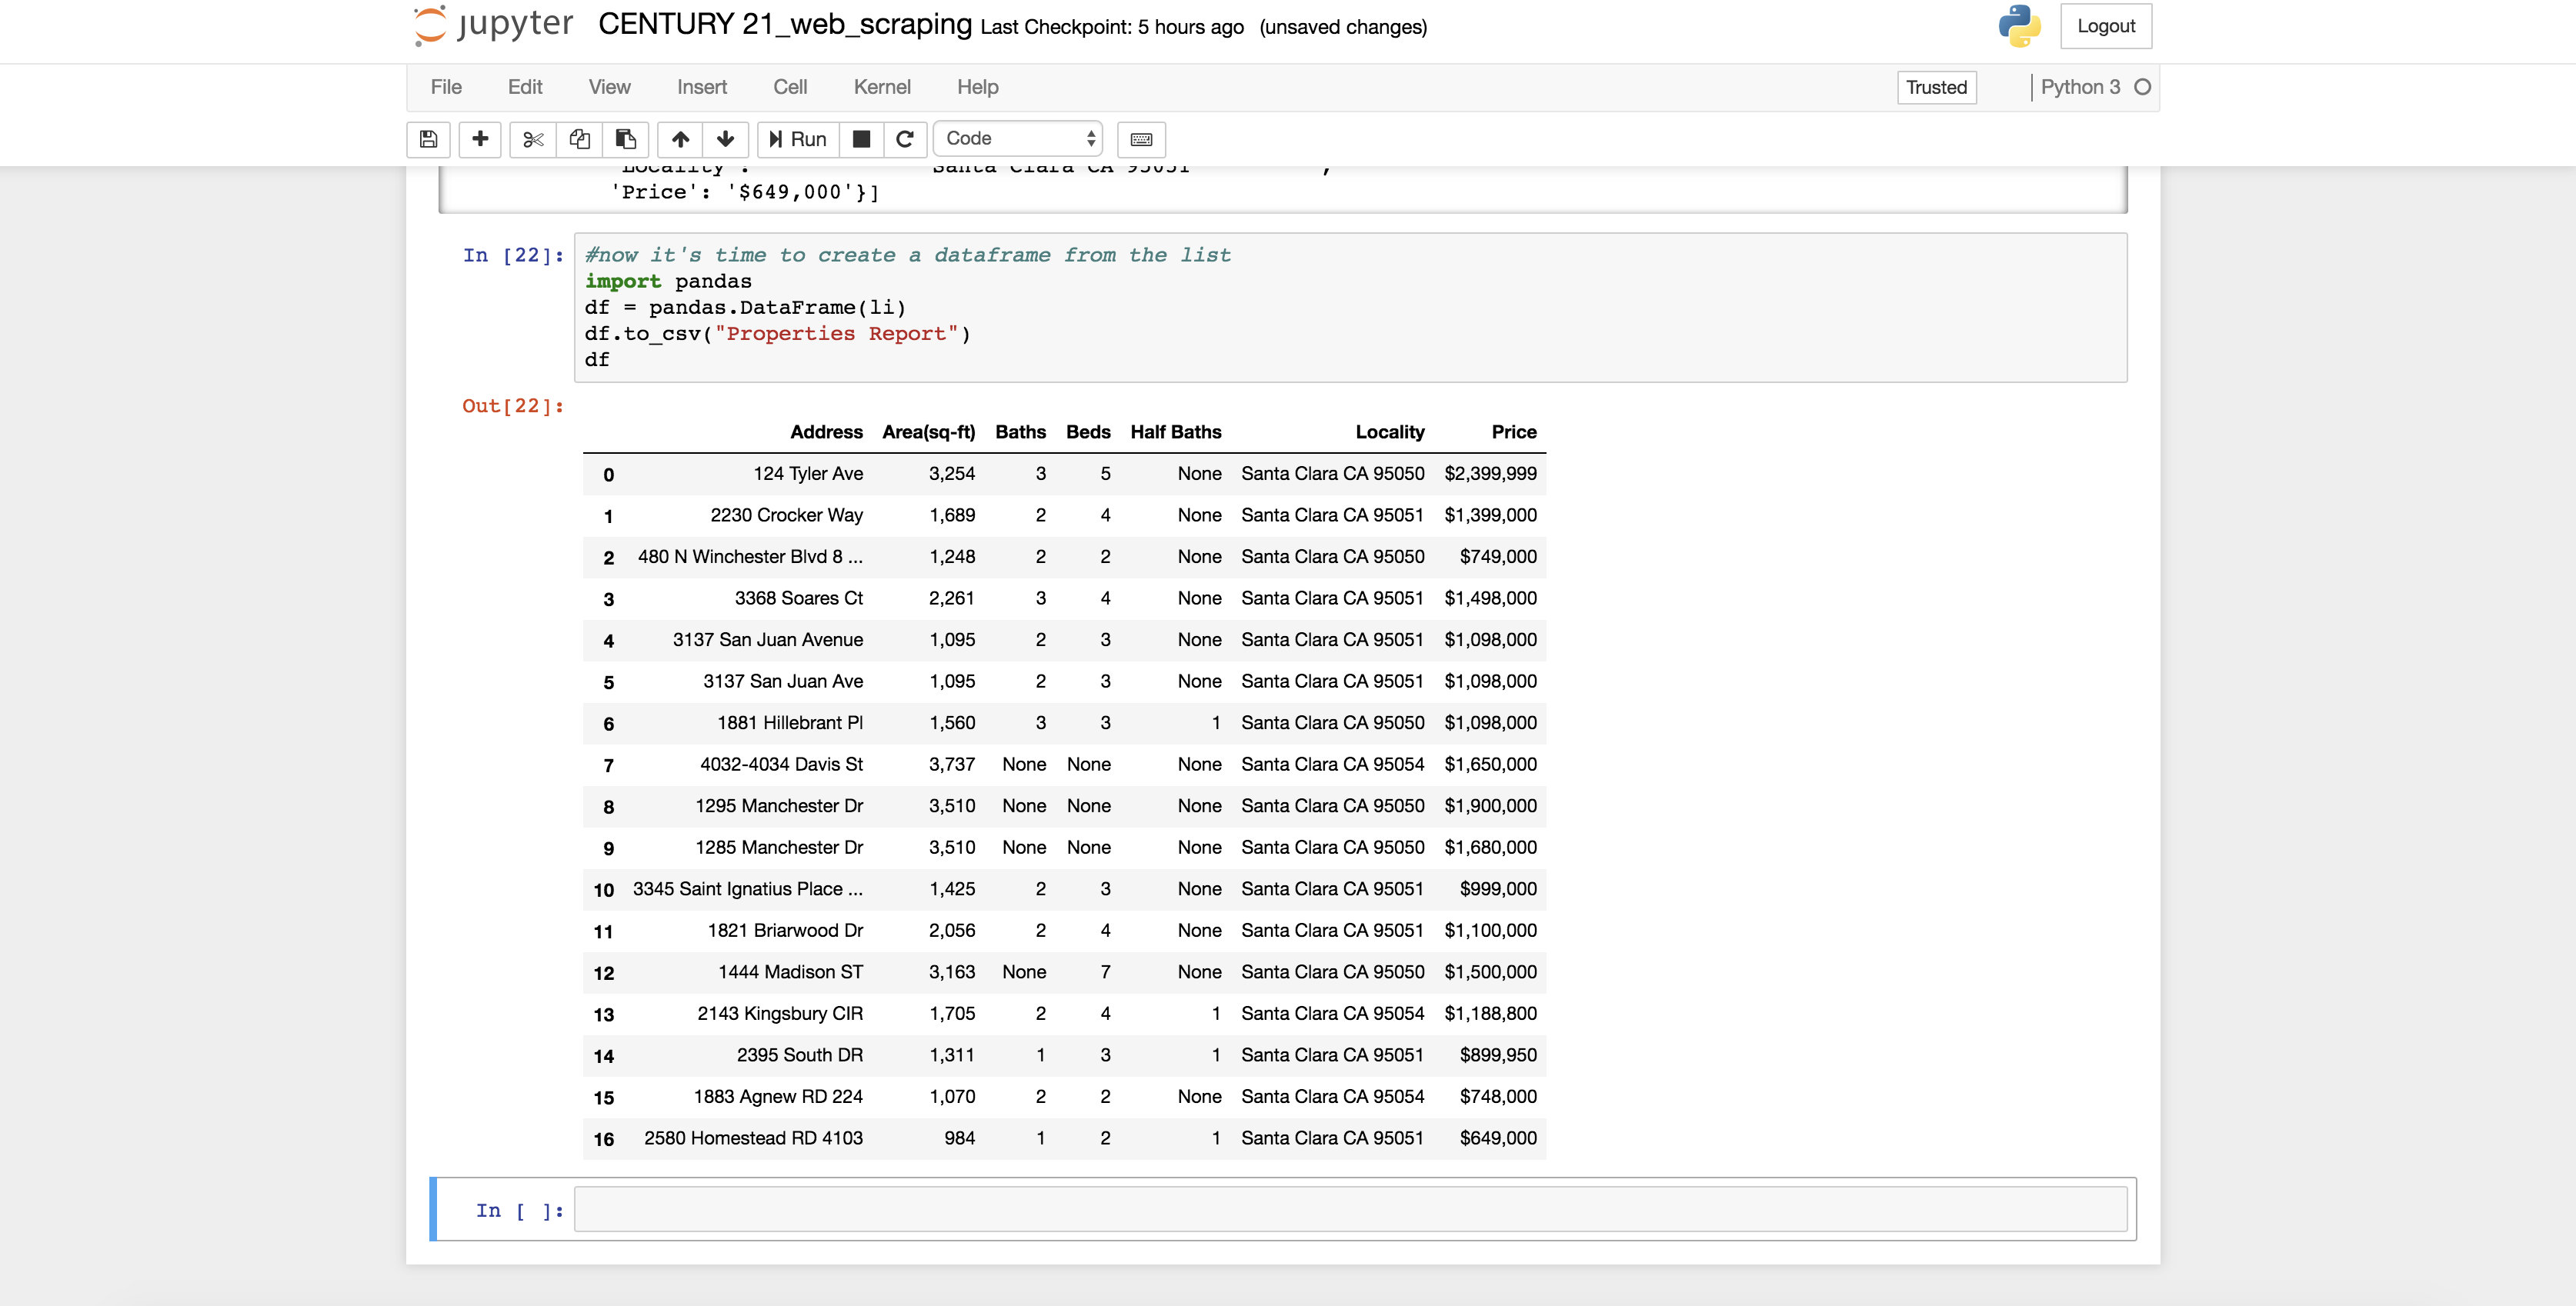 jupyter CENTURY 21_web_scraping Last Checkpoint: 5 hours ago (unsaved changes) Logout
File Edit View Insert Cell Kernel Help Trusted Python 3
Run Code
'Locality': 'Santa Clara CA 95051 ',
'Price': '$649,000'}]
In [22]: #now it's time to create a dataframe from the list
import pandas
df = pandas.DataFrame(li)
df.to_csv("Properties Report")
df
Out[22]:
Address Area(sq-ft) Baths Beds Half Baths Locality Price
0 124 Tyler Ave 3,254 3 5 None Santa Clara CA 95050 $2,399,999
1 2230 Crocker Way 1,689 2 4 None Santa Clara CA 95051 $1,399,000
2 480 N Winchester Blvd 8 ... 1,248 2 2 None Santa Clara CA 95050 $749,000
3 3368 Soares Ct 2,261 3 4 None Santa Clara CA 95051 $1,498,000
4 3137 San Juan Avenue 1,095 2 3 None Santa Clara CA 95051 $1,098,000
5 3137 San Juan Ave 1,095 2 3 None Santa Clara CA 95051 $1,098,000
6 1881 Hillebrant Pl 1,560 3 3 1 Santa Clara CA 95050 $1,098,000
7 4032-4034 Davis St 3,737 None None None Santa Clara CA 95054 $1,650,000
8 1295 Manchester Dr 3,510 None None None Santa Clara CA 95050 $1,900,000
9 1285 Manchester Dr 3,510 None None None Santa Clara CA 95050 $1,680,000
10 3345 Saint Ignatius Place ... 1,425 2 3 None Santa Clara CA 95051 $999,000
11 1821 Briarwood Dr 2,056 2 4 None Santa Clara CA 95051 $1,100,000
12 1444 Madison ST 3,163 None 7 None Santa Clara CA 95050 $1,500,000
13 2143 Kingsbury CIR 1,705 2 4 1 Santa Clara CA 95054 $1,188,800
14 2395 South DR 1,311 1 3 1 Santa Clara CA 95051 $899,950
15 1883 Agnew RD 224 1,070 2 2 None Santa Clara CA 95054 $748,000
16 2580 Homestead RD 4103 984 1 2 1 Santa Clara CA 95051 $649,000
In [ ]: